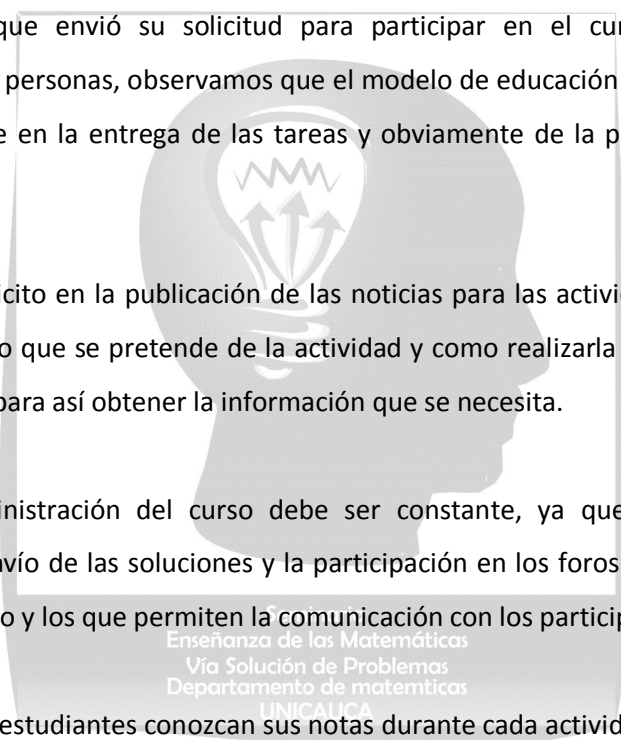 que envió su solicitud para participar en el cu
personas, observamos que el modelo de educación
e en la entrega de las tareas y obviamente de la p
ícito en la publicación de las noticias para las activi
o que se pretende de la actividad y como realizarla
para así obtener la información que se necesita.
inistración del curso debe ser constante, ya que
nvío de las soluciones y la participación en los foros
o y los que permiten la comunicación con los particip
Seminario
Enseñanza de las Matemáticas
Vía Solución de Problemas
Departamento de matemticas
UNICAUCA
estudiantes conozcan sus notas durante cada activid